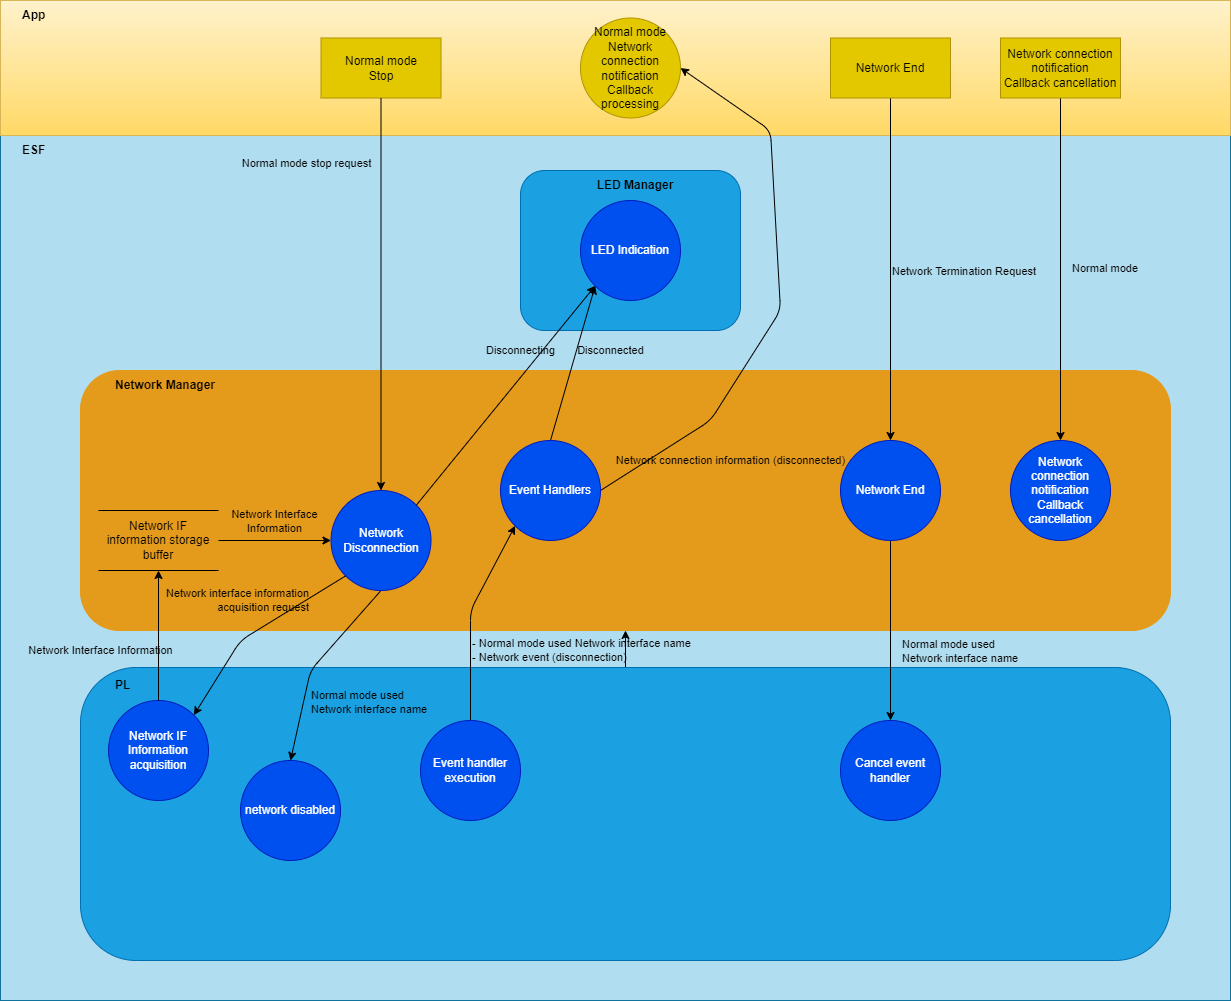 App
Normal mode
Stop
Normal mode
Network
connection
notification
Callback
processing
Network End
Network connection
notification
Callback cancellation
ESF
Normal mode stop request
LED Manager
LED Indication
Network Termination Request
Normal mode
Disconnecting
Disconnected
Network Manager
Network connection information (disconnected)
Event Handlers
Network End
Network
connection
notification
Callback
cancellation
Network IF
information storage
buffer
Network Interface
Information
Network
Disconnection
Network interface information
acquisition request
Network Interface Information
- Normal mode used Network interface name
- Network event (disconnection)
Normal mode used
Network interface name
PL
Normal mode used
Network interface name
Network IF
Information
acquisition
network disabled
Event handler
execution
Cancel event
handler